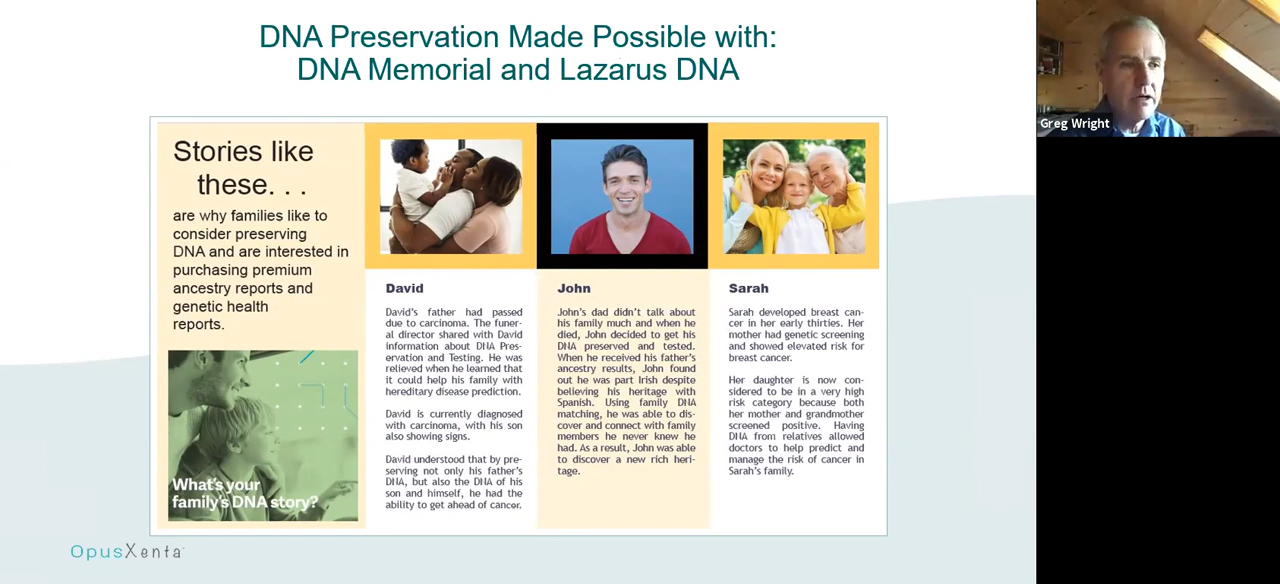 DNA Preservation Made Possible with:
DNA Memorial and Lazarus DNA
Greg Wright
Stories like
these. . .
are why families like to
consider preserving
DNA and are interested in
purchasing premium
ancestry reports and
genetic health
reports.
What's your
family's DNA story?
David
David's father had passed
due to carcinoma. The funer-
al director shared with David
information about DNA Pres-
ervation and Testing. He was
relieved when he learned that
it could help his family with
hereditary disease prediction.
David is currently diagnosed
with carcinoma, with his son
also showing signs.
David understood that by pre-
serving not only his father's
DNA, but also the DNA of his
son and himself, he had the
ability to get ahead of cancer.
John
John's dad didn't talk about
his family much and when he
died, John decided to get his
DNA preserved and tested.
When he received his father's
ancestry results, John found
out he was part Irish despite
believing his heritage with
Spanish. Using family DNA
matching, he was able to dis-
cover and connect with family
members he never knew he
had. As a result, John was able
to discover a new rich heri-
tage.
Sarah
Sarah developed breast can-
cer in her early thirties. Her
mother had genetic screening
and showed elevated risk for
breast cancer.
Her daughter is now con-
sidered to be in a very high
risk category because both
her mother and grandmother
screened positive. Having
DNA from relatives allowed
doctors to help predict and
manage the risk of cancer in
Sarah's family.
OpusXenta